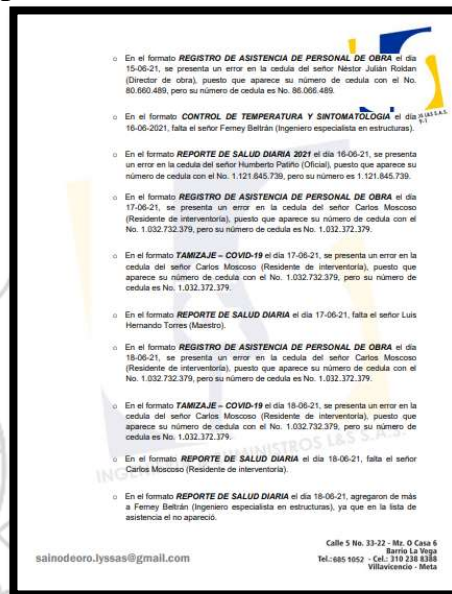 ○ En el formato REGISTRO DE ASISTENCIA DE PERSONAL DE OBRA el día
15-06-21, se presenta un error en la cedula del señor Néstor Julián Roldan
(Director de obra), puesto que aparece su número de cedula con el No.
80.660.489, pero su número de cedula es No. 86.066.489.
○ En el formato CONTROL DE TEMPERATURA Y SINTOMATOLOGIA el día
16-06-2021, falta el señor Ferney Beltrán (Ingeniero especialista en estructuras).
○ En el formato REPORTE DE SALUD DIARIA 2021 el día 16-06-21, se presenta
un error en la cedula del señor Humberto Patiño (Oficial), puesto que aparece su
número de cedula con el No. 1.121.645.739, pero su número es 1.121.845.739.
○ En el formato REGISTRO DE ASISTENCIA DE PERSONAL DE OBRA el día
17-06-21, se presenta un error en la cedula del señor Carlos Moscoso
(Residente de interventoría), puesto que aparece su número de cedula con el
No. 1.032.732.379, pero su número de cedula es No. 1.032.372.379.
○ En el formato TAMIZAJE – COVID-19 el día 17-06-21, se presenta un error en la
cedula del señor Carlos Moscoso (Residente de interventoría), puesto que
aparece su número de cedula con el No. 1.032.732.379, pero su número de
cedula es No. 1.032.372.379.
○ En el formato REPORTE DE SALUD DIARIA el día 17-06-21, falta el señor Luis
Hernando Torres (Maestro).
○ En el formato REGISTRO DE ASISTENCIA DE PERSONAL DE OBRA el día
18-06-21, se presenta un error en la cedula del señor Carlos Moscoso
(Residente de interventoría), puesto que aparece su número de cedula con el
No. 1.032.732.379, pero su número de cedula es No. 1.032.372.379.
○ En el formato TAMIZAJE – COVID-19 el día 18-06-21, se presenta un error en la
cedula del señor Carlos Moscoso (Residente de interventoría), puesto que
aparece su número de cedula con el No. 1.032.732.379, pero su número de
cedula es No. 1.032.372.379.
○ En el formato REPORTE DE SALUD DIARIA el día 18-06-21, falta el señor
Carlos Moscoso (Residente de interventoría).
○ En el formato REPORTE DE SALUD DIARIA el día 18-06-21, agregaron de más
a Ferney Beltrán (Ingeniero especialista en estructuras), ya que en la lista de
asistencia el no apareció.
L&S S.A.S.
Calle 5 No. 33-22 - Mz. O Casa 6
Barrio La Vega
sainodeoro.lyssas@gmail.com Tel.:685 1052 - Cel.: 310 238 8388
Villavicencio - Meta